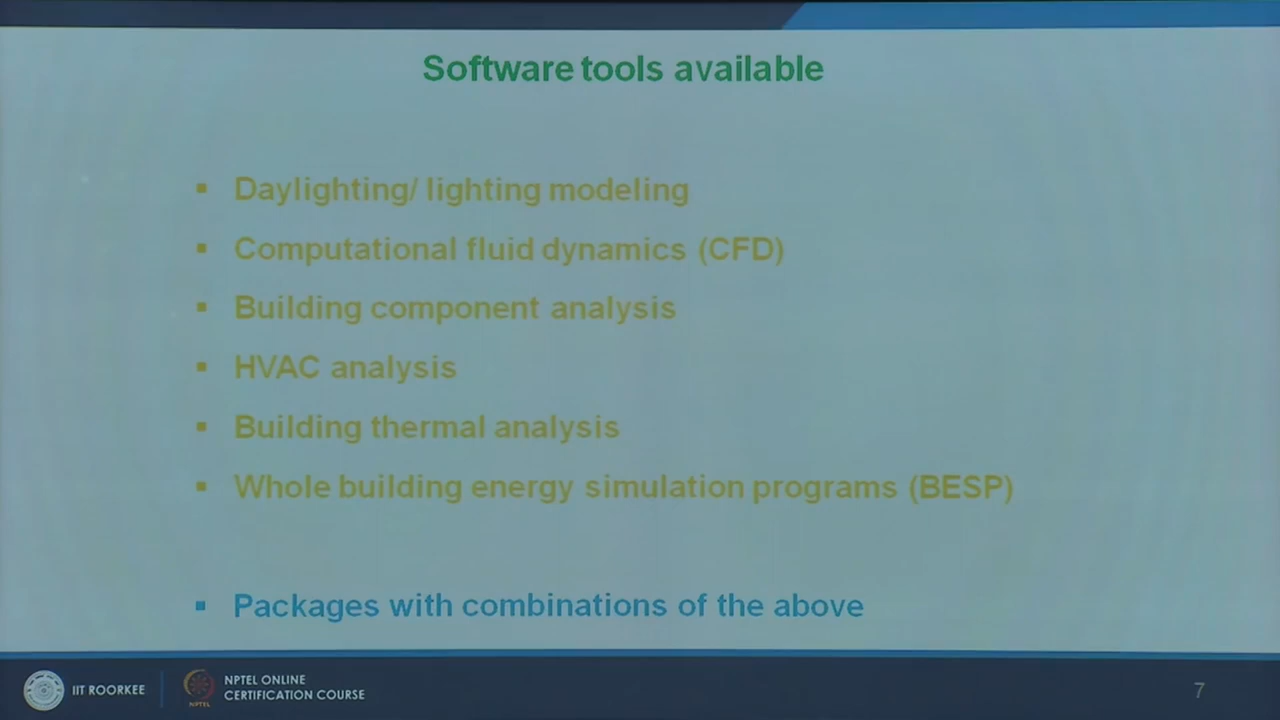 Software tools available
▪ Daylighting/ lighting modeling
▪ Computational fluid dynamics (CFD)
▪ Building component analysis
▪ HVAC analysis
▪ Building thermal analysis
▪ Whole building energy simulation programs (BESP)
▪ Packages with combinations of the above
IIT ROORKEE
NPTEL
NPTEL ONLINE
CERTIFICATION COURSE
7